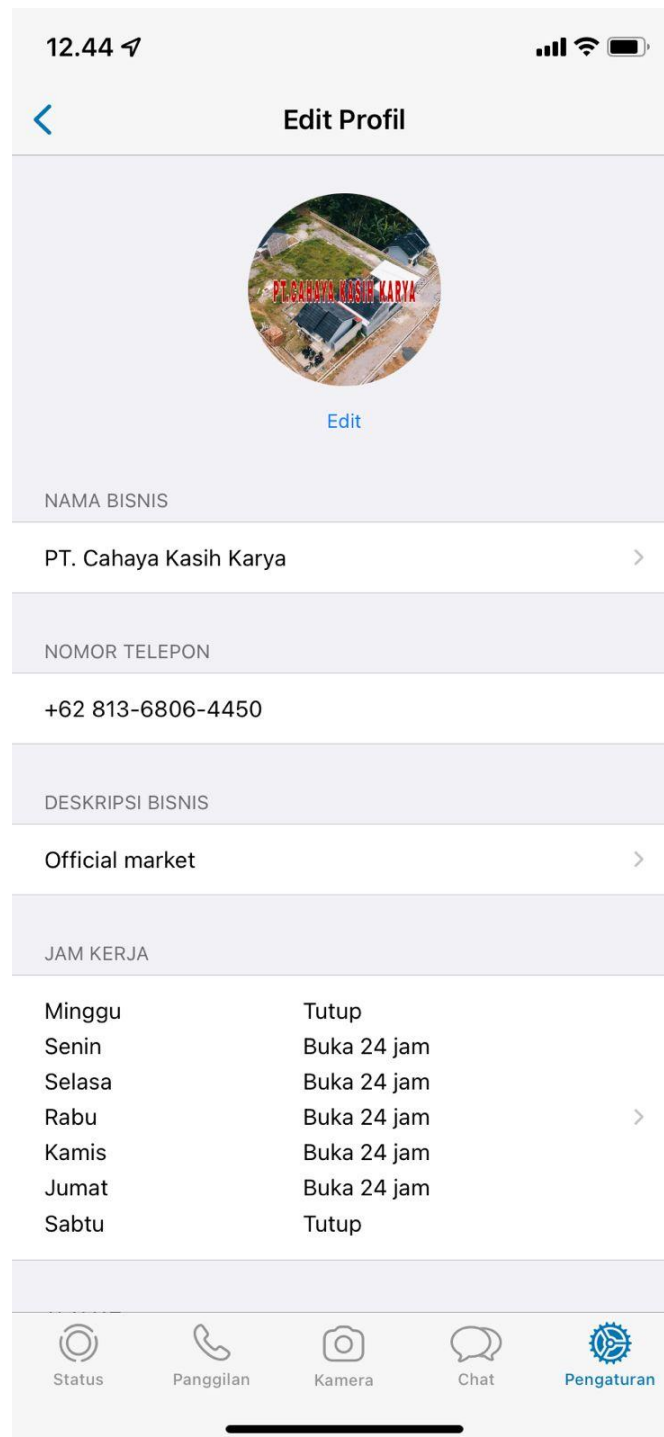 12.44
Edit Profil
PT.CAHAYA KASIH KARYA
Edit
NAMA BISNIS
PT. Cahaya Kasih Karya
NOMOR TELEPON
+62 813-6806-4450
DESKRIPSI BISNIS
Official market
JAM KERJA
Minggu Tutup
Senin Buka 24 jam
Selasa Buka 24 jam
Rabu Buka 24 jam
Kamis Buka 24 jam
Jumat Buka 24 jam
Sabtu Tutup
Status Panggilan Kamera Chat Pengaturan